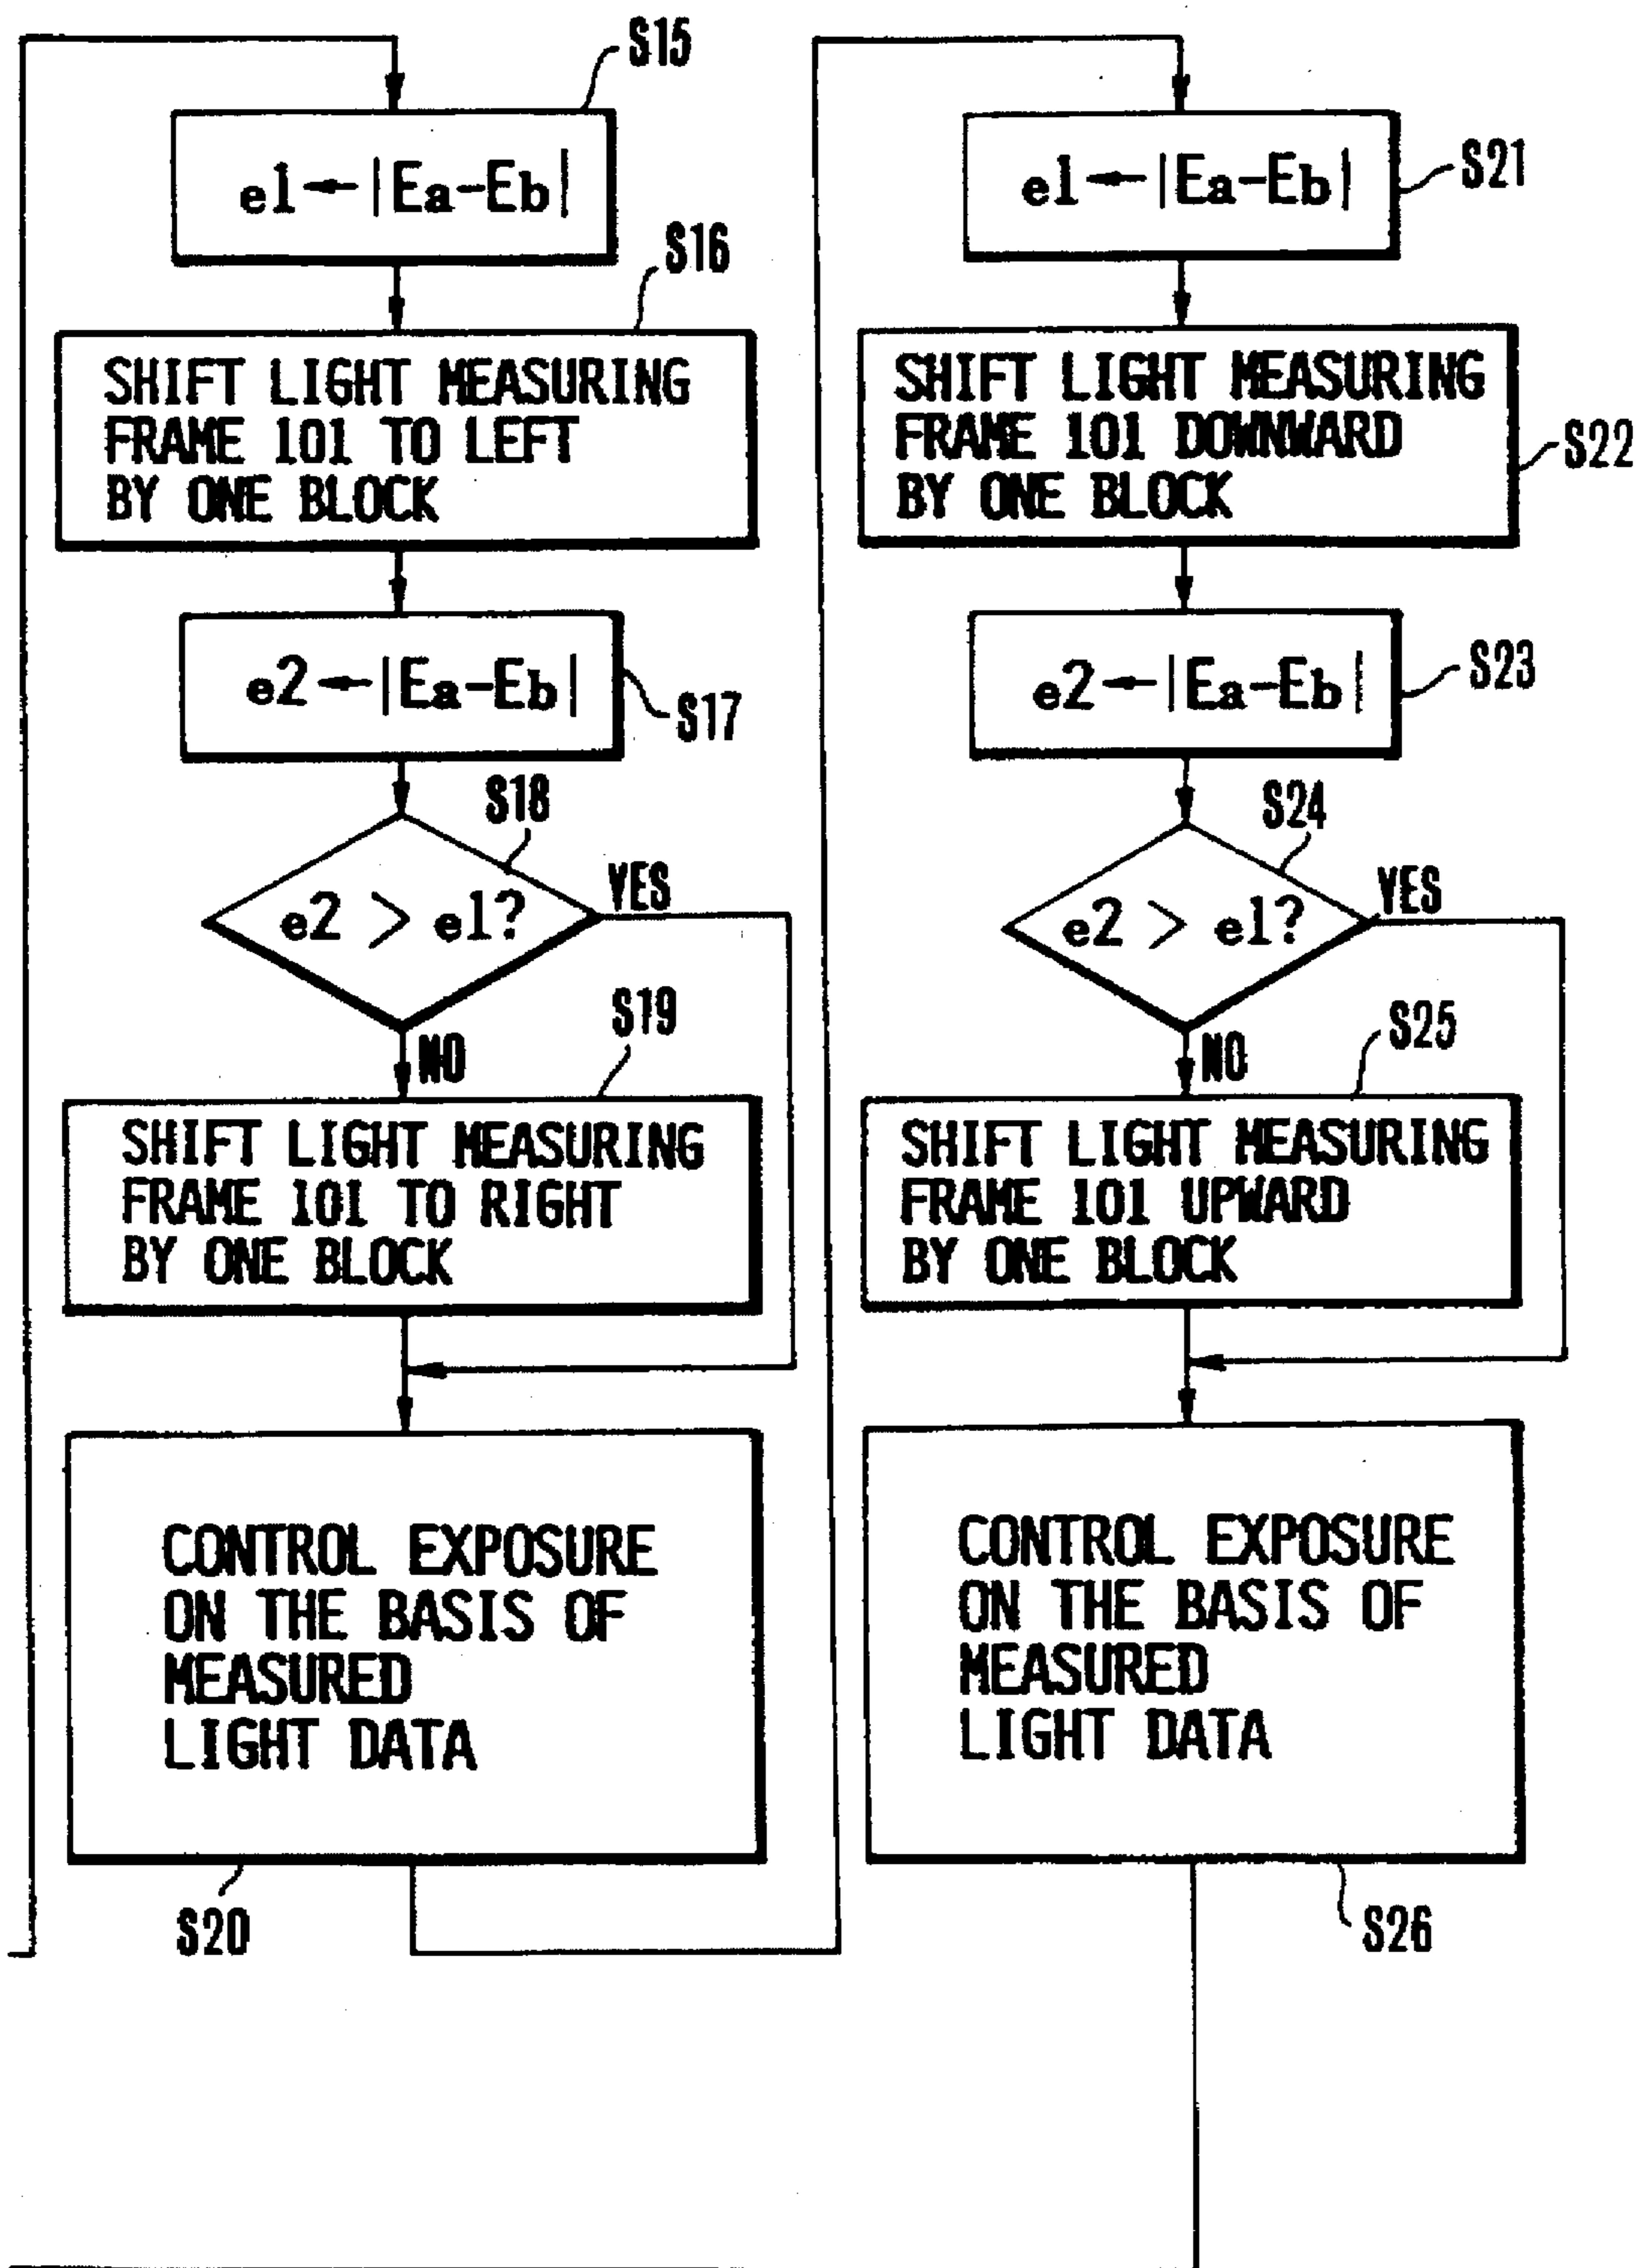 S15
e1←|Ea-Eb|
S16
SHIFT LIGHT MEASURING
FRAME 101 TO LEFT
BY ONE BLOCK
e2←|Ea-Eb|
S17
S18
e2 > e1?
YES
NO
S19
SHIFT LIGHT MEASURING
FRAME 101 TO RIGHT
BY ONE BLOCK
CONTROL EXPOSURE
ON THE BASIS OF
MEASURED
LIGHT DATA
S20
e1←|Ea-Eb|
S21
SHIFT LIGHT MEASURING
FRAME 101 DOWNWARD
BY ONE BLOCK
S22
e2←|Ea-Eb|
S23
S24
e2 > e1?
YES
NO
S25
SHIFT LIGHT MEASURING
FRAME 101 UPWARD
BY ONE BLOCK
CONTROL EXPOSURE
ON THE BASIS OF
MEASURED
LIGHT DATA
S26